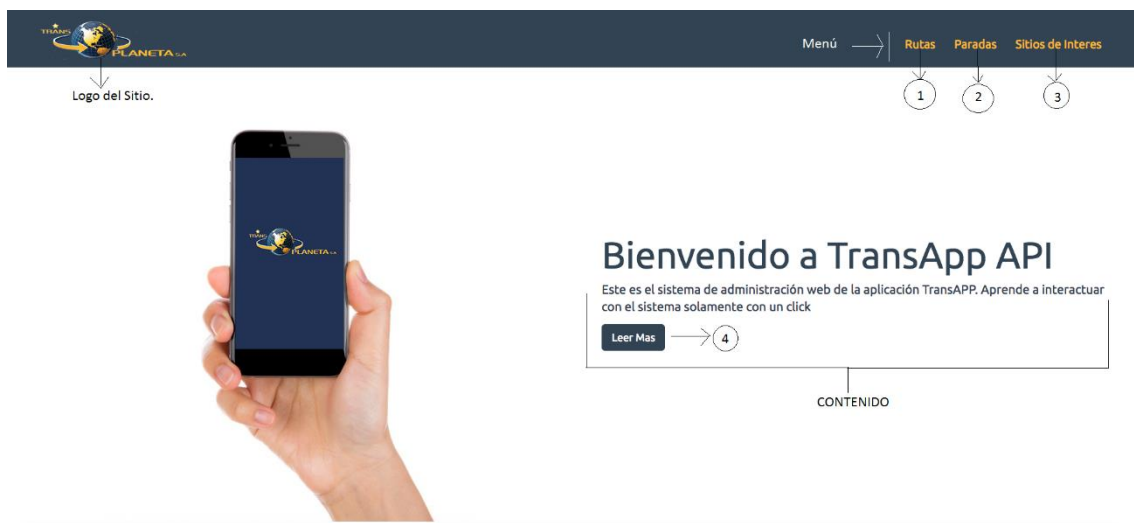 TRANS
PLANETA S.A
Menú
Rutas Paradas Sitios de Interes
Logo del Sitio.
1 2 3
TRANS
PLANETA S.A
Bienvenido a TransApp API
Este es el sistema de administración web de la aplicación TransAPP. Aprende a interactuar
con el sistema solamente con un click
Leer Mas
4
CONTENIDO